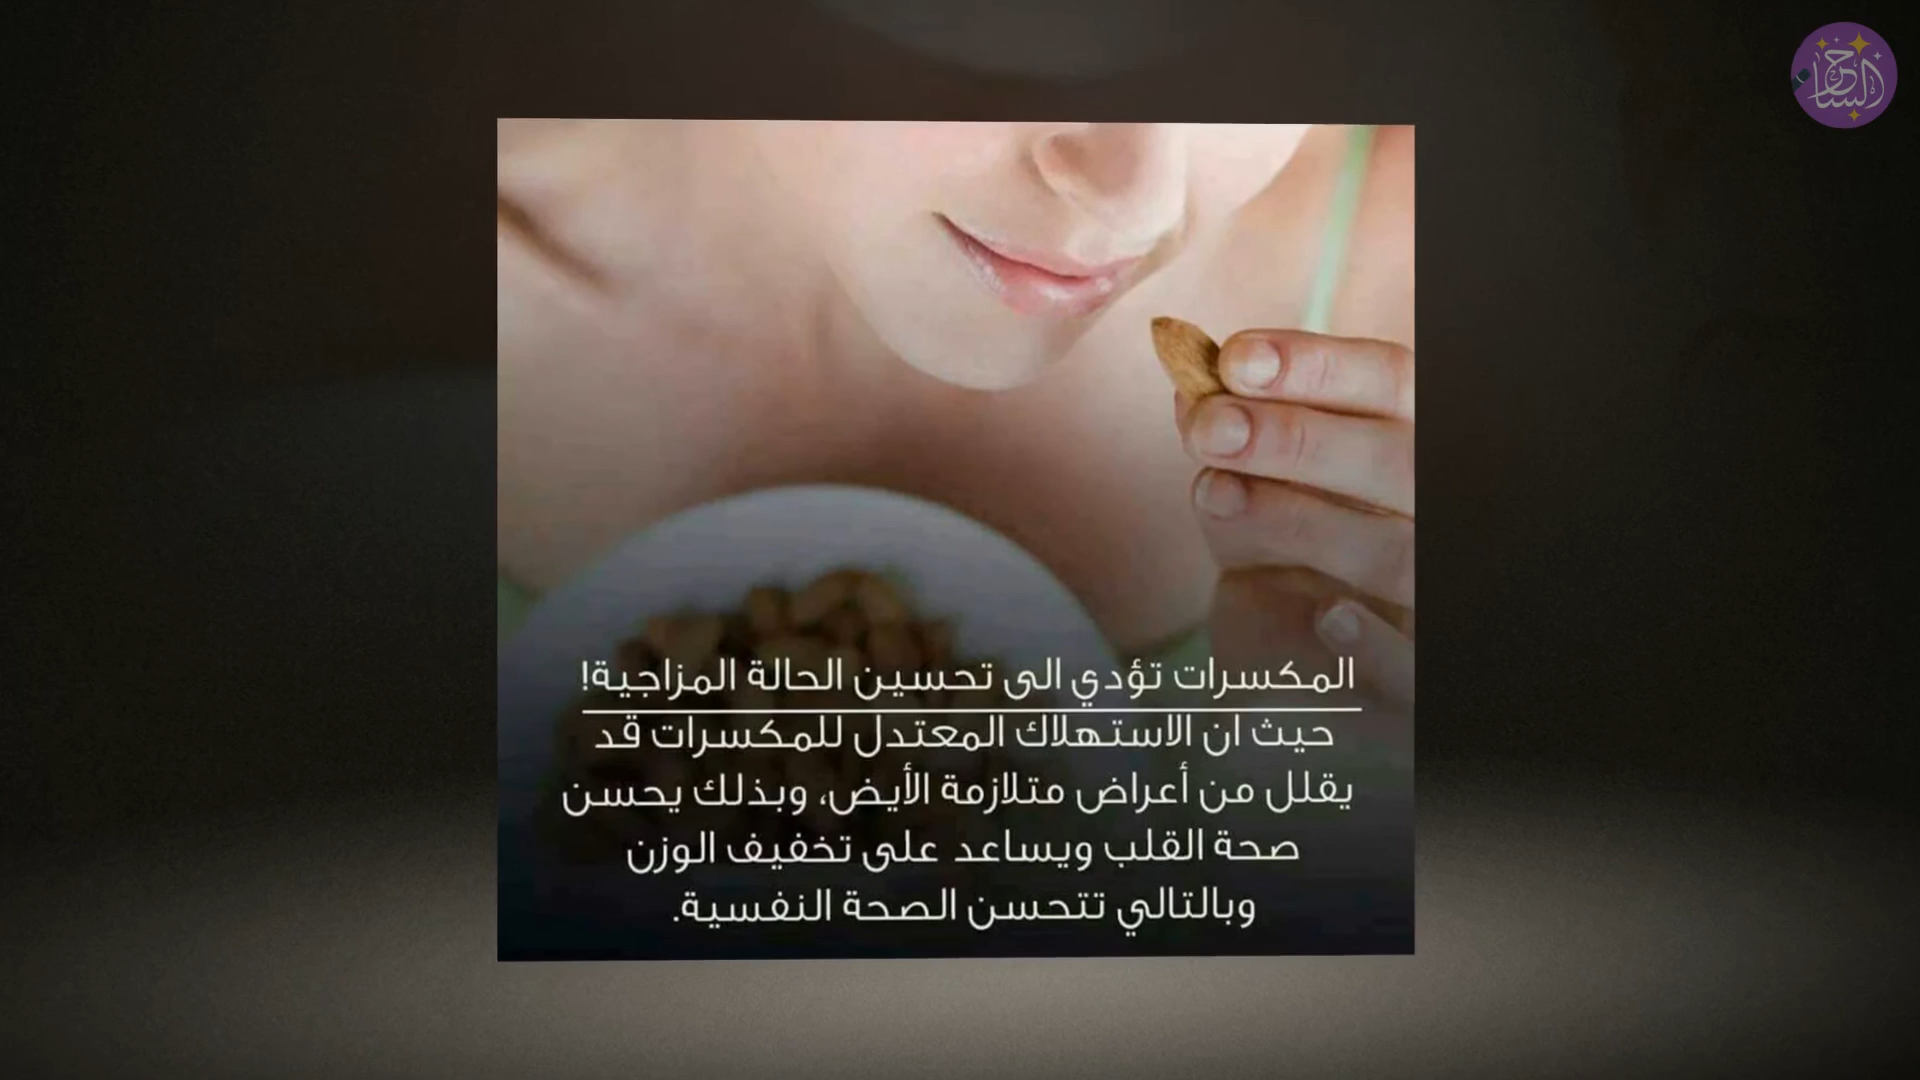 الساحر
المكسرات تؤدي الى تحسين الحالة المزاجية!
حيث ان الاستهلاك المعتدل للمكسرات قد
يقلل من أعراض متلازمة الأيض، وبذلك يحسن
صحة القلب ويساعد على تخفيف الوزن
وبالتالي تتحسن الصحة النفسية.